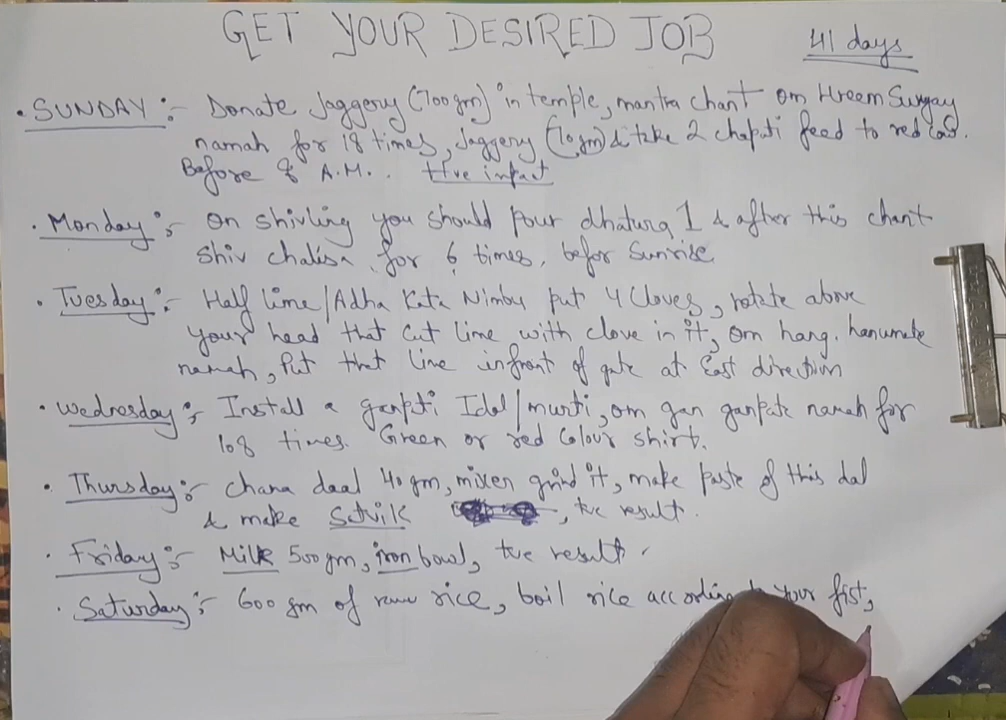 GET YOUR DESIRED JOB
41 days
• SUNDAY :- Donate Jaggery (700gm) in temple, mantra chant om Hreem Suryay
namah for 18 times, Jaggery (10gm) & take 2 chapati feed to red cow.
Before 8 A.M. . +ve impact
• Monday :- On shivling you should pour dhatura 1 & after this chant
Shiv chalisa for 6 times, befor Sunrise
• Tuesday :- Half lime/Adha Kata Nimbu put 4 Cloves, rotate above
your head that cut lime with clove in it, om hang. hanumate
namah, Put that lime infront of gate at East direction
• Wednesday :- Install a ganpati Idol/murti, om gan ganpate namah for
108 times. Green or red colour shirt.
• Thursday :- Chana daal 40 gm, mixer grind it, make paste of this dal
& make Satvik , +ve result.
• Friday :- Milk 500gm, iron bowl, +ve result
• Saturday :- 600 gm of raw rice, boil rice according to your fist,